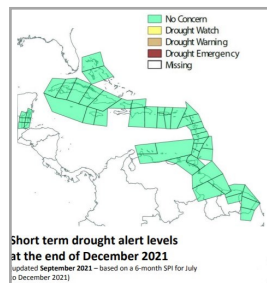 No Concern
Drought Watch
Drought Warning
Drought Emergency
Missing
Short term drought alert levels
at the end of December 2021
updated September 2021 – based on a 6-month SPI for July
to December 2021)